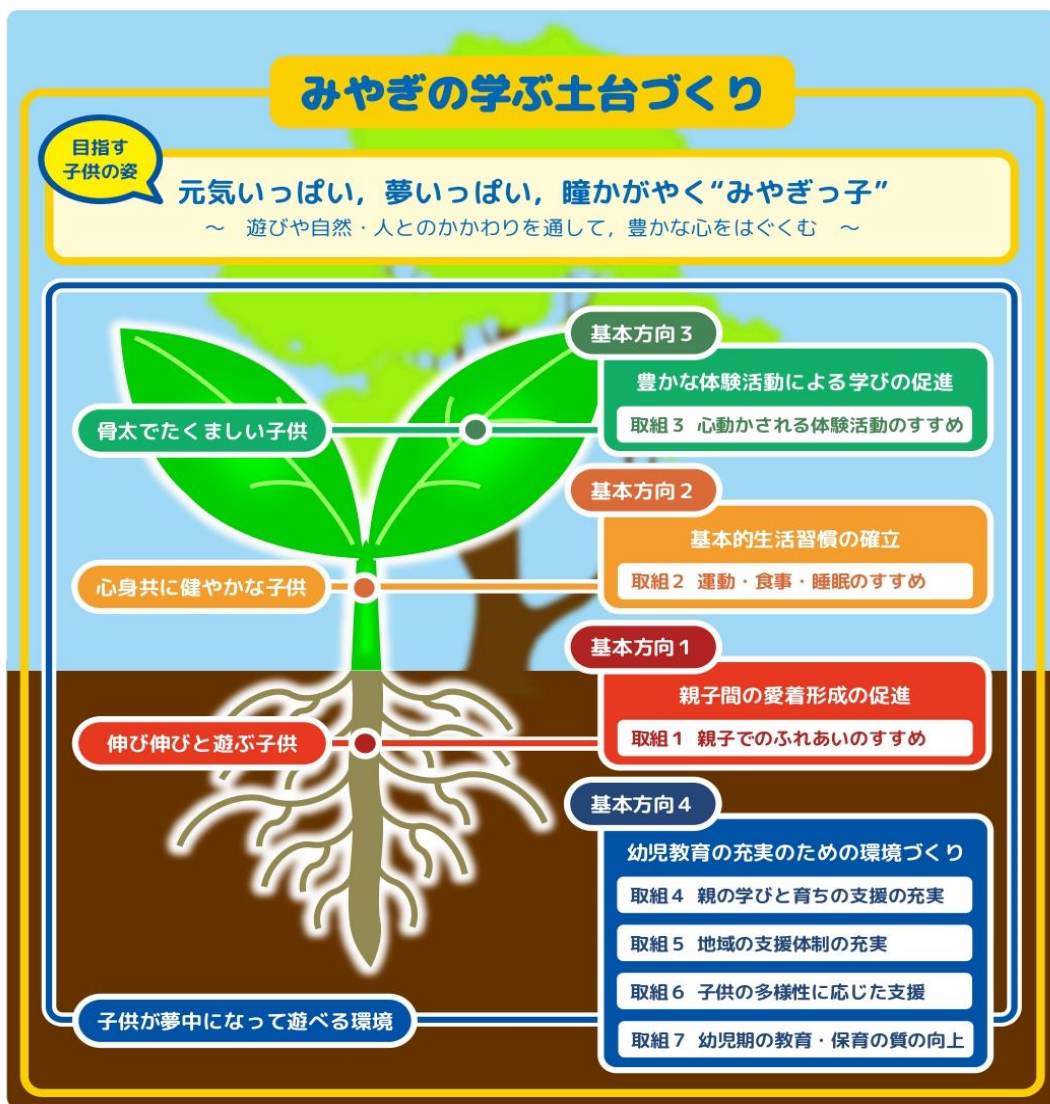 みやぎの学ぶ土台づくり
目指す
子供の姿
元気いっぱい，夢いっぱい，瞳かがやく“みやぎっ子”
～　遊びや自然・人とのかかわりを通して，豊かな心をはぐくむ　～
基本方向３
豊かな体験活動による学びの促進
骨太でたくましい子供
取組３ 心動かされる体験活動のすすめ
基本方向２
基本的生活習慣の確立
心身共に健やかな子供
取組２ 運動・食事・睡眠のすすめ
基本方向１
親子間の愛着形成の促進
伸び伸びと遊ぶ子供
取組１ 親子でのふれあいのすすめ
基本方向４
幼児教育の充実のための環境づくり
取組４ 親の学びと育ちの支援の充実
取組５ 地域の支援体制の充実
取組６ 子供の多様性に応じた支援
子供が夢中になって遊べる環境
取組７ 幼児期の教育・保育の質の向上